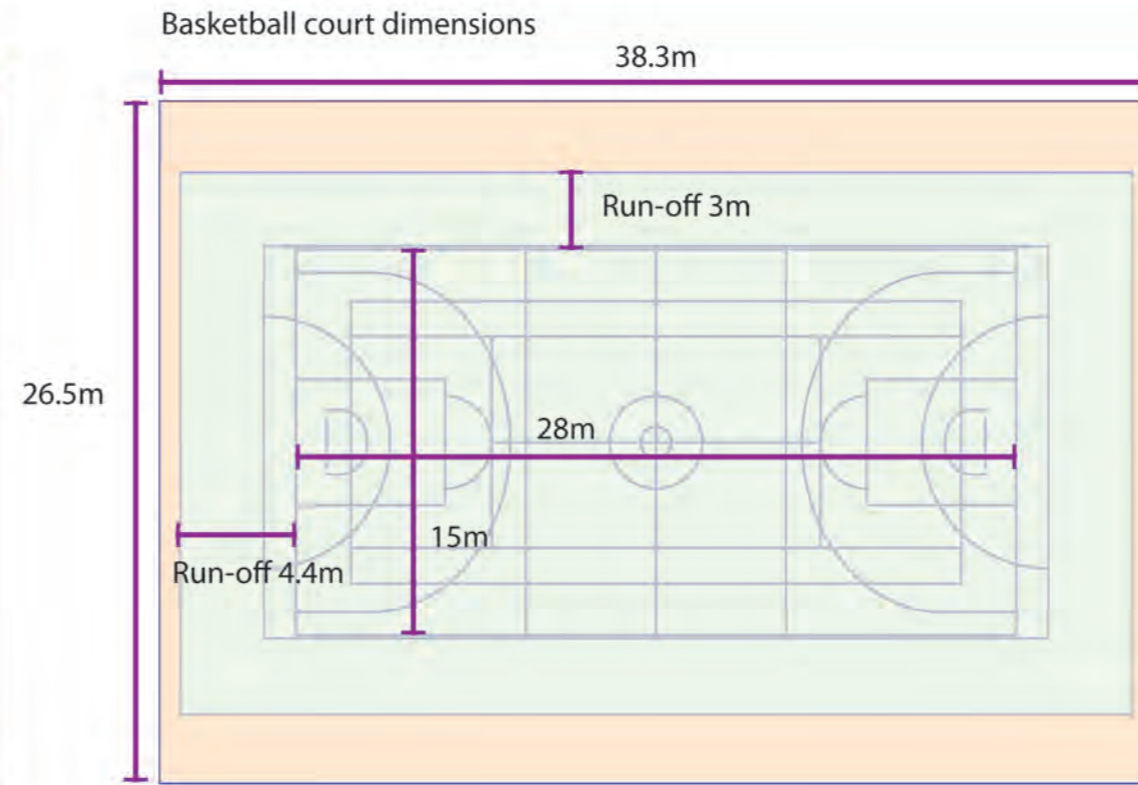 Basketball court dimensions
38.3m
Run-off 3m
26.5m
28m
15m
Run-off 4.4m